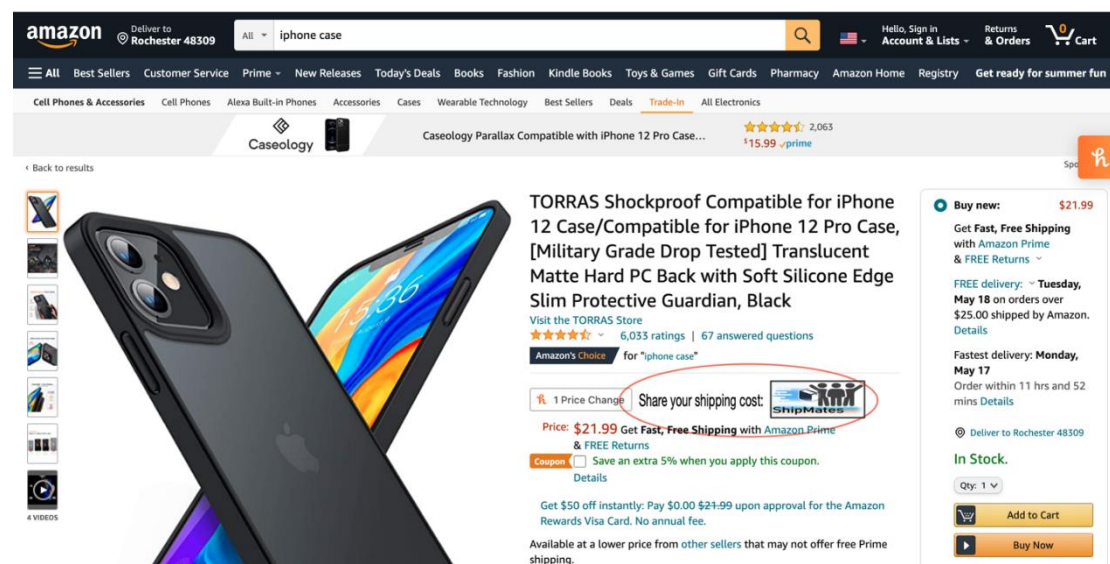 amazon
Deliver to
Rochester 48309
All
iphone case
Hello, Sign in
Account & Lists
Returns
& Orders
0
Cart
All Best Sellers Customer Service Prime New Releases Today's Deals Books Fashion Kindle Books Toys & Games Gift Cards Pharmacy Amazon Home Registry Get ready for summer fun
Cell Phones & Accessories Cell Phones Alexa Built-in Phones Accessories Cases Wearable Technology Best Sellers Deals Trade-In All Electronics
Caseology
Caseology Parallax Compatible with iPhone 12 Pro Case...
2,063
$15.99 prime
‹ Back to results
TORRAS Shockproof Compatible for iPhone
12 Case/Compatible for iPhone 12 Pro Case,
[Military Grade Drop Tested] Translucent
Matte Hard PC Back with Soft Silicone Edge
Slim Protective Guardian, Black
Visit the TORRAS Store
6,033 ratings | 67 answered questions
Amazon's Choice for "iphone case"
1 Price Change
Share your shipping cost:
ShipMates
Price: $21.99 Get Fast, Free Shipping with Amazon Prime
& FREE Returns
Coupon Save an extra 5% when you apply this coupon.
Details
Get $50 off instantly: Pay $0.00 $21.99 upon approval for the Amazon
Rewards Visa Card. No annual fee.
Available at a lower price from other sellers that may not offer free Prime
shipping.
4 VIDEOS
Buy new: $21.99
Get Fast, Free Shipping
with Amazon Prime
& FREE Returns
FREE delivery: Tuesday,
May 18 on orders over
$25.00 shipped by Amazon.
Details
Fastest delivery: Monday,
May 17
Order within 11 hrs and 52
mins Details
Deliver to Rochester 48309
In Stock.
Qty: 1
Add to Cart
Buy Now